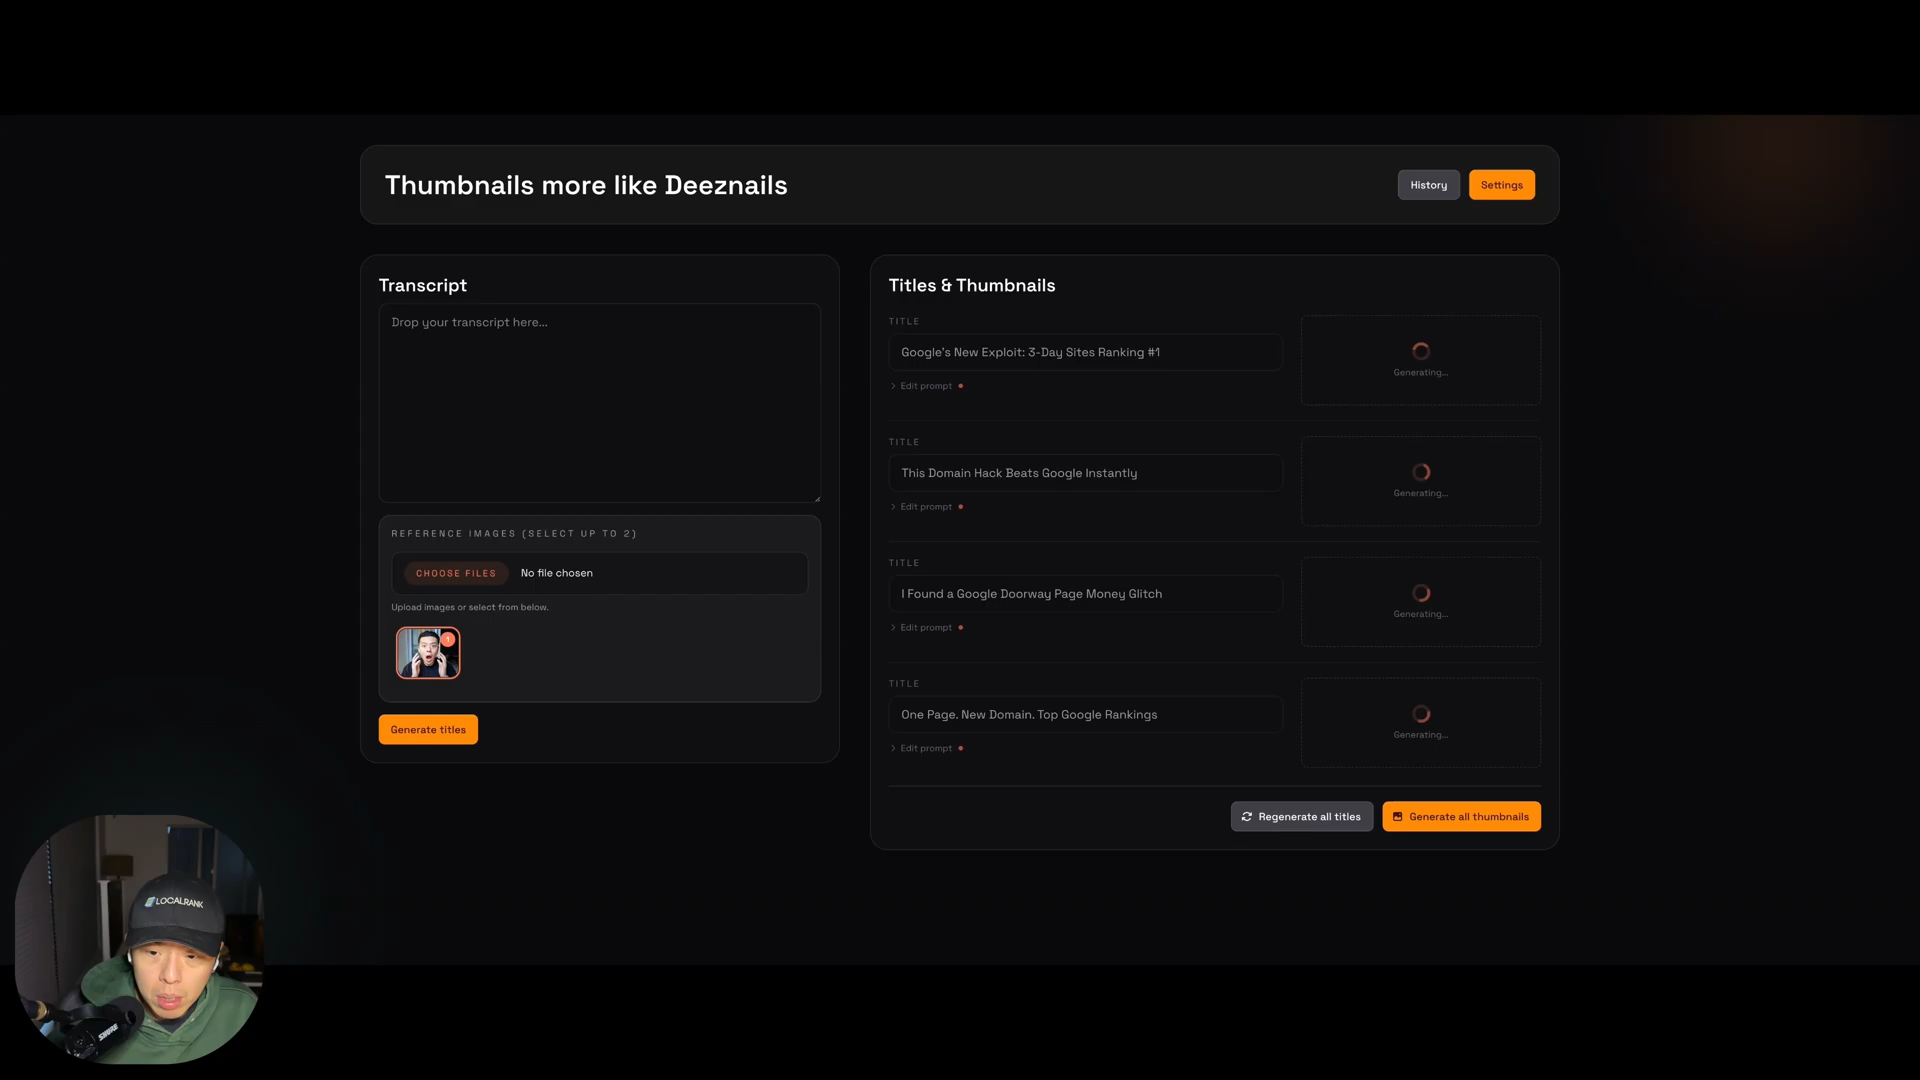 Thumbnails more like Deeznails
History
Settings
Transcript
Drop your transcript here...
REFERENCE IMAGES (SELECT UP TO 2)
CHOOSE FILES
No file chosen
Upload images or select from below.
1
Generate titles
Titles & Thumbnails
TITLE
Google's New Exploit: 3-Day Sites Ranking #1
Edit prompt
Generating...
TITLE
This Domain Hack Beats Google Instantly
Edit prompt
Generating...
TITLE
I Found a Google Doorway Page Money Glitch
Edit prompt
Generating...
TITLE
One Page. New Domain. Top Google Rankings
Edit prompt
Generating...
Regenerate all titles
Generate all thumbnails
LOCALRANK
SHURE